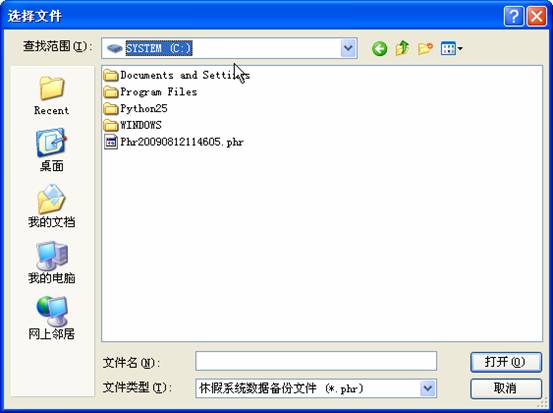 选择文件
查找范围(I):
SYSTEM (C:)
Documents and Settings
Program Files
Python25
WINDOWS
Phr20090812114605.phr
Recent
桌面
我的文档
我的电脑
网上邻居
文件名(N):
打开(O)
文件类型(T):
休假系统数据备份文件 (*.phr)
取消